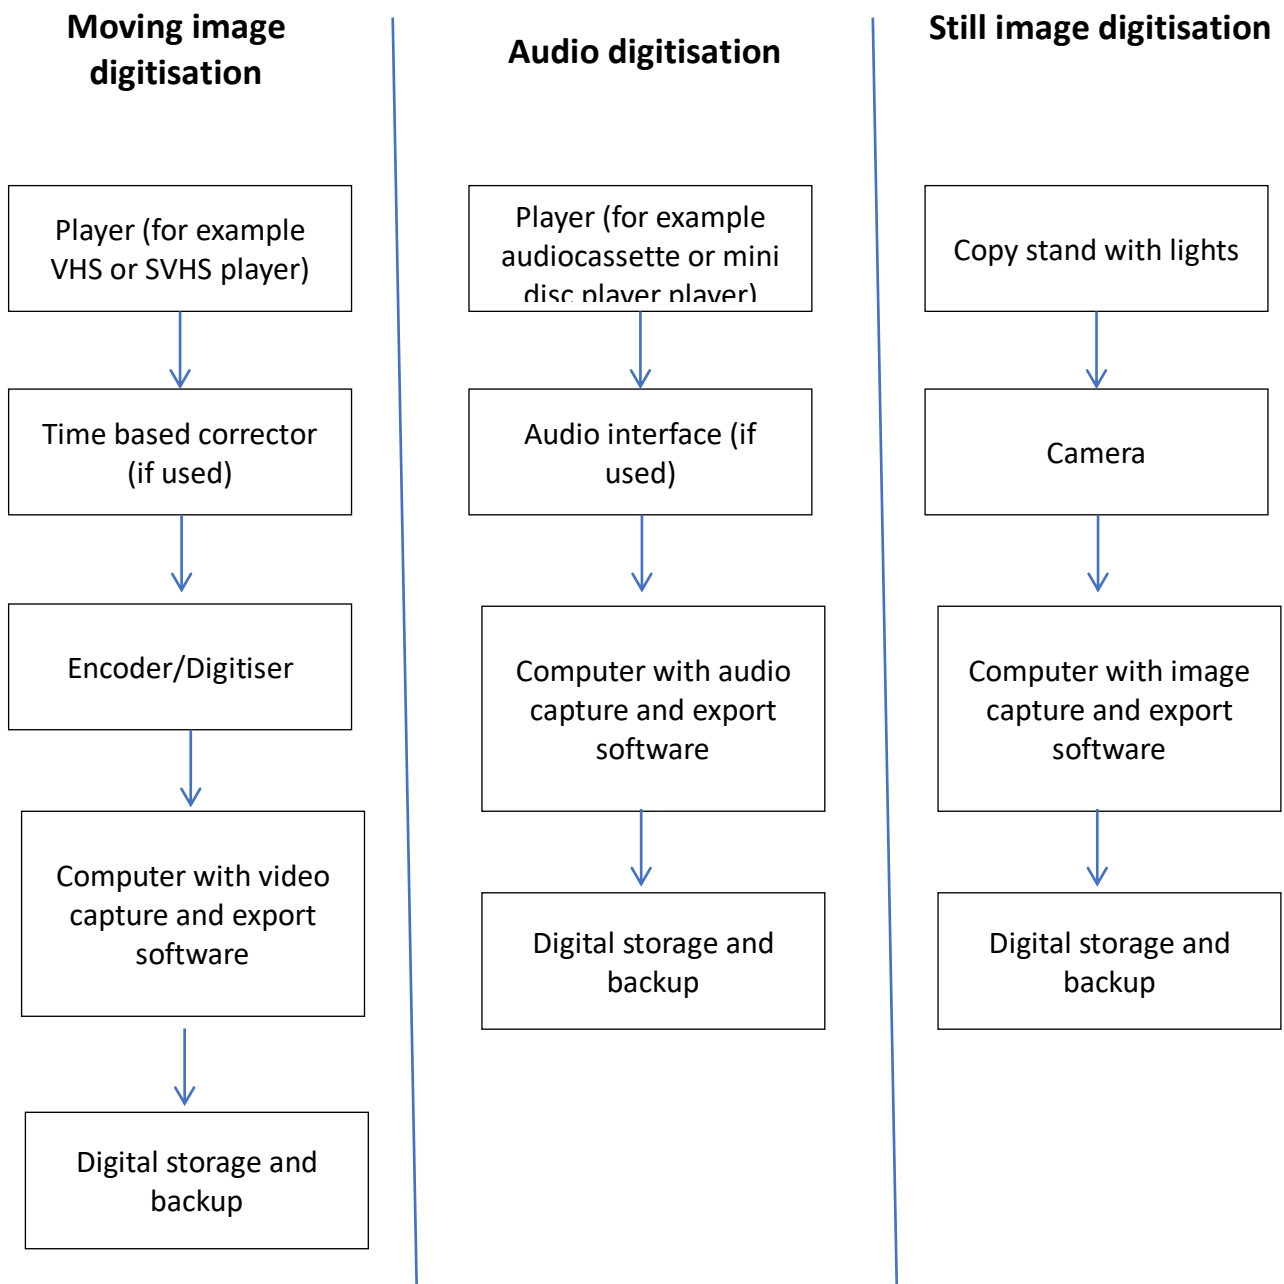 Moving image
digitisation
Player (for example
VHS or SVHS player)
Time based corrector
(if used)
Encoder/Digitiser
Computer with video
capture and export
software
Digital storage and
backup
Audio digitisation
Player (for example
audiocassette or mini
disc player player)
Audio interface (if
used)
Computer with audio
capture and export
software
Digital storage and
backup
Still image digitisation
Copy stand with lights
Camera
Computer with image
capture and export
software
Digital storage and
backup